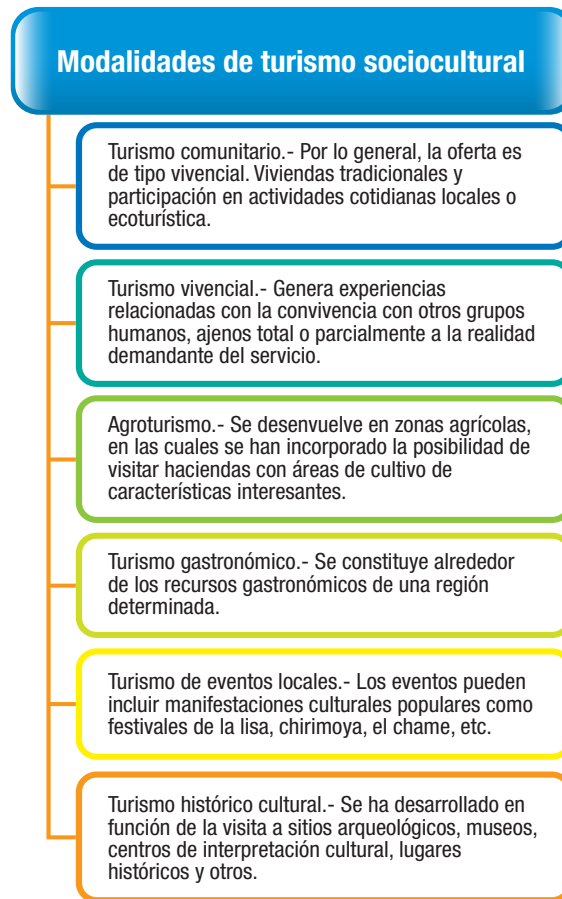 Modalidades de turismo sociocultural
Turismo comunitario.- Por lo general, la oferta es
de tipo vivencial. Viviendas tradicionales y
participación en actividades cotidianas locales o
ecoturística.
Turismo vivencial.- Genera experiencias
relacionadas con la convivencia con otros grupos
humanos, ajenos total o parcialmente a la realidad
demandante del servicio.
Agroturismo.- Se desenvuelve en zonas agrícolas,
en las cuales se han incorporado la posibilidad de
visitar haciendas con áreas de cultivo de
características interesantes.
Turismo gastronómico.- Se constituye alrededor
de los recursos gastronómicos de una región
determinada.
Turismo de eventos locales.- Los eventos pueden
incluir manifestaciones culturales populares como
festivales de la lisa, chirimoya, el chame, etc.
Turismo histórico cultural.- Se ha desarrollado en
función de la visita a sitios arqueológicos, museos,
centros de interpretación cultural, lugares
históricos y otros.